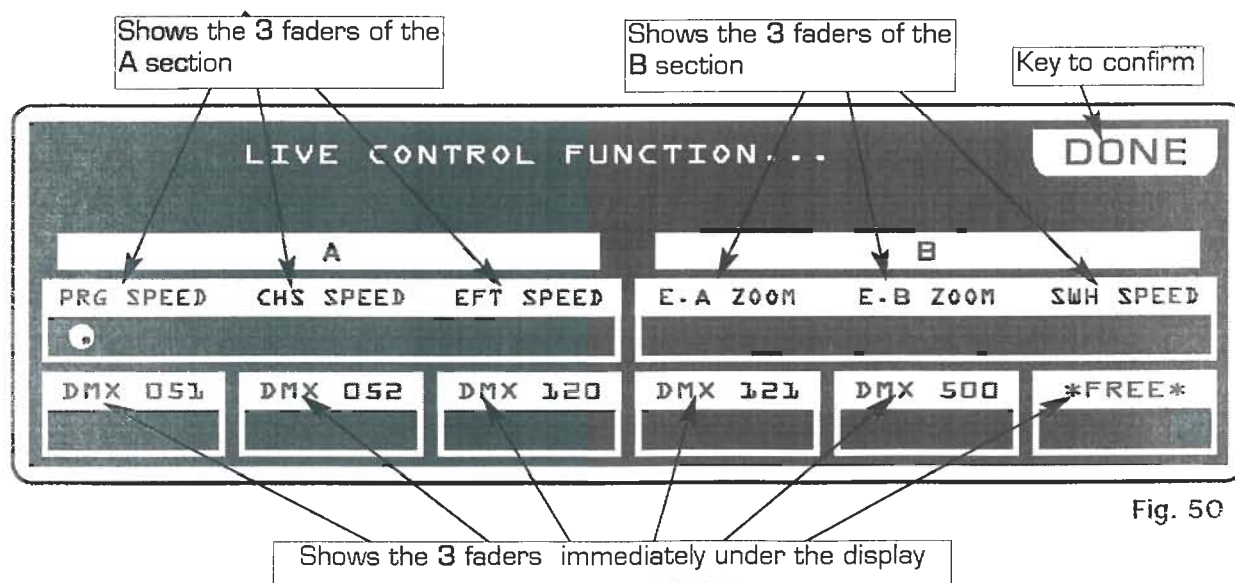 Shows the 3 faders of the
A section
Shows the 3 faders of the
B section
Key to confirm
LIVE CONTROL FUNCTION...
DONE
A
B
PRG SPEED CHS SPEED EFT SPEED
E.A ZOOM E.B ZOOM SWH SPEED
DMX 051 DMX 052 DMX 120 DMX 121 DMX 500 *FREE*
Fig. 50
Shows the 3 faders immediately under the display